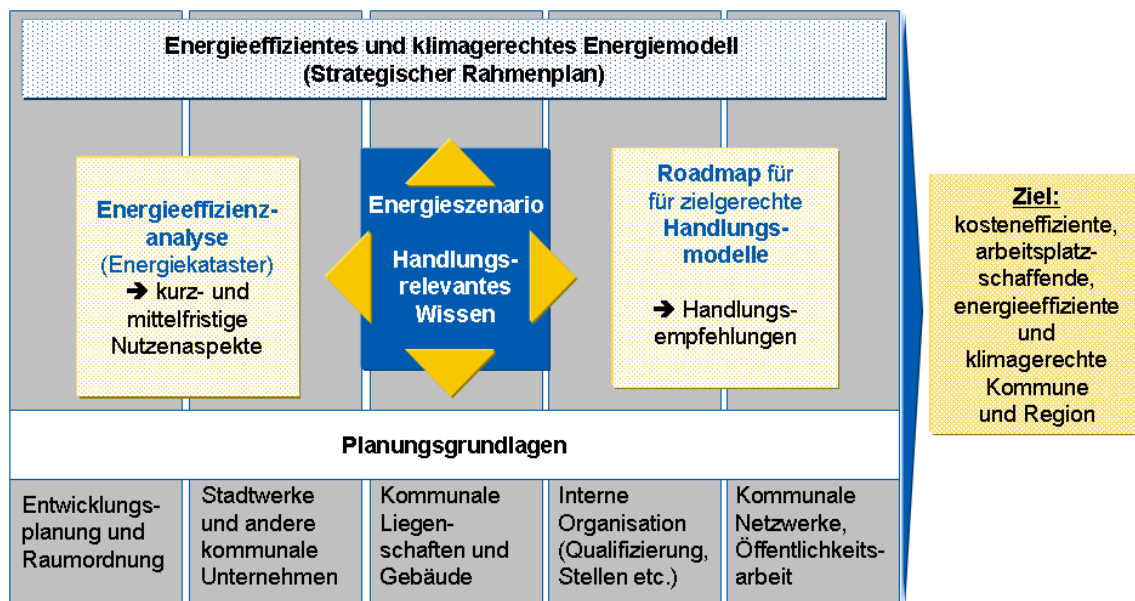 Energieeffizientes und klimagerechtes Energiemodell
(Strategischer Rahmenplan)
Energieeffizienz-
analyse
(Energiekataster)
➔ kurz- und
mittelfristige
Nutzenaspekte
Energieszenario
Handlungs-
relevantes
Wissen
Roadmap für
für zielgerechte
Handlungs-
modelle
➔ Handlungs-
empfehlungen
Ziel:
kosteneffiziente,
arbeitsplatz-
schaffende,
energieeffiziente
und
klimagerechte
Kommune
und Region
Planungsgrundlagen
Entwicklungs-
planung und
Raumordnung
Stadtwerke
und andere
kommunale
Unternehmen
Kommunale
Liegen-
schaften und
Gebäude
Interne
Organisation
(Qualifizierung,
Stellen etc.)
Kommunale
Netzwerke,
Öffentlichkeits-
arbeit